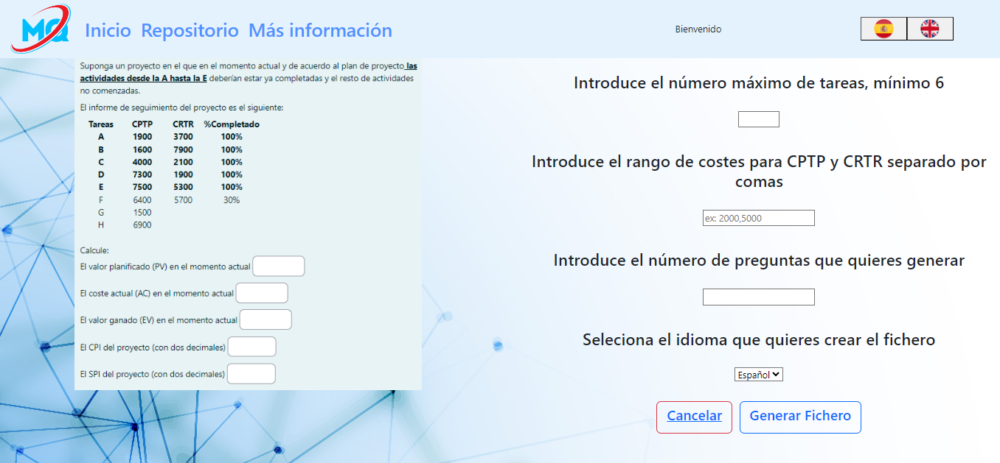 MQ
Inicio Repositorio Más información
Bienvenido
Suponga un proyecto en el que en el momento actual y de acuerdo al plan de proyecto las
actividades desde la A hasta la E deberían estar ya completadas y el resto de actividades
no comenzadas.
El informe de seguimiento del proyecto es el siguiente:
Tareas CPTP CRTR %Completado
A 1900 3700 100%
B 1600 7900 100%
C 4000 2100 100%
D 7300 1900 100%
E 7500 5300 100%
F 6400 5700 30%
G 1500
H 6900
Calcule:
El valor planificado (PV) en el momento actual
El coste actual (AC) en el momento actual
El valor ganado (EV) en el momento actual
El CPI del proyecto (con dos decimales)
El SPI del proyecto (con dos decimales)
Introduce el número máximo de tareas, mínimo 6
Introduce el rango de costes para CPTP y CRTR separado por
comas
ex: 2000,5000
Introduce el número de preguntas que quieres generar
Selecciona el idioma que quieres crear el fichero
Español
Cancelar Generar Fichero